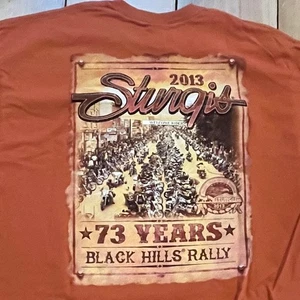 2013
Sturgis
73 YEARS
BLACK HILLS RALLY